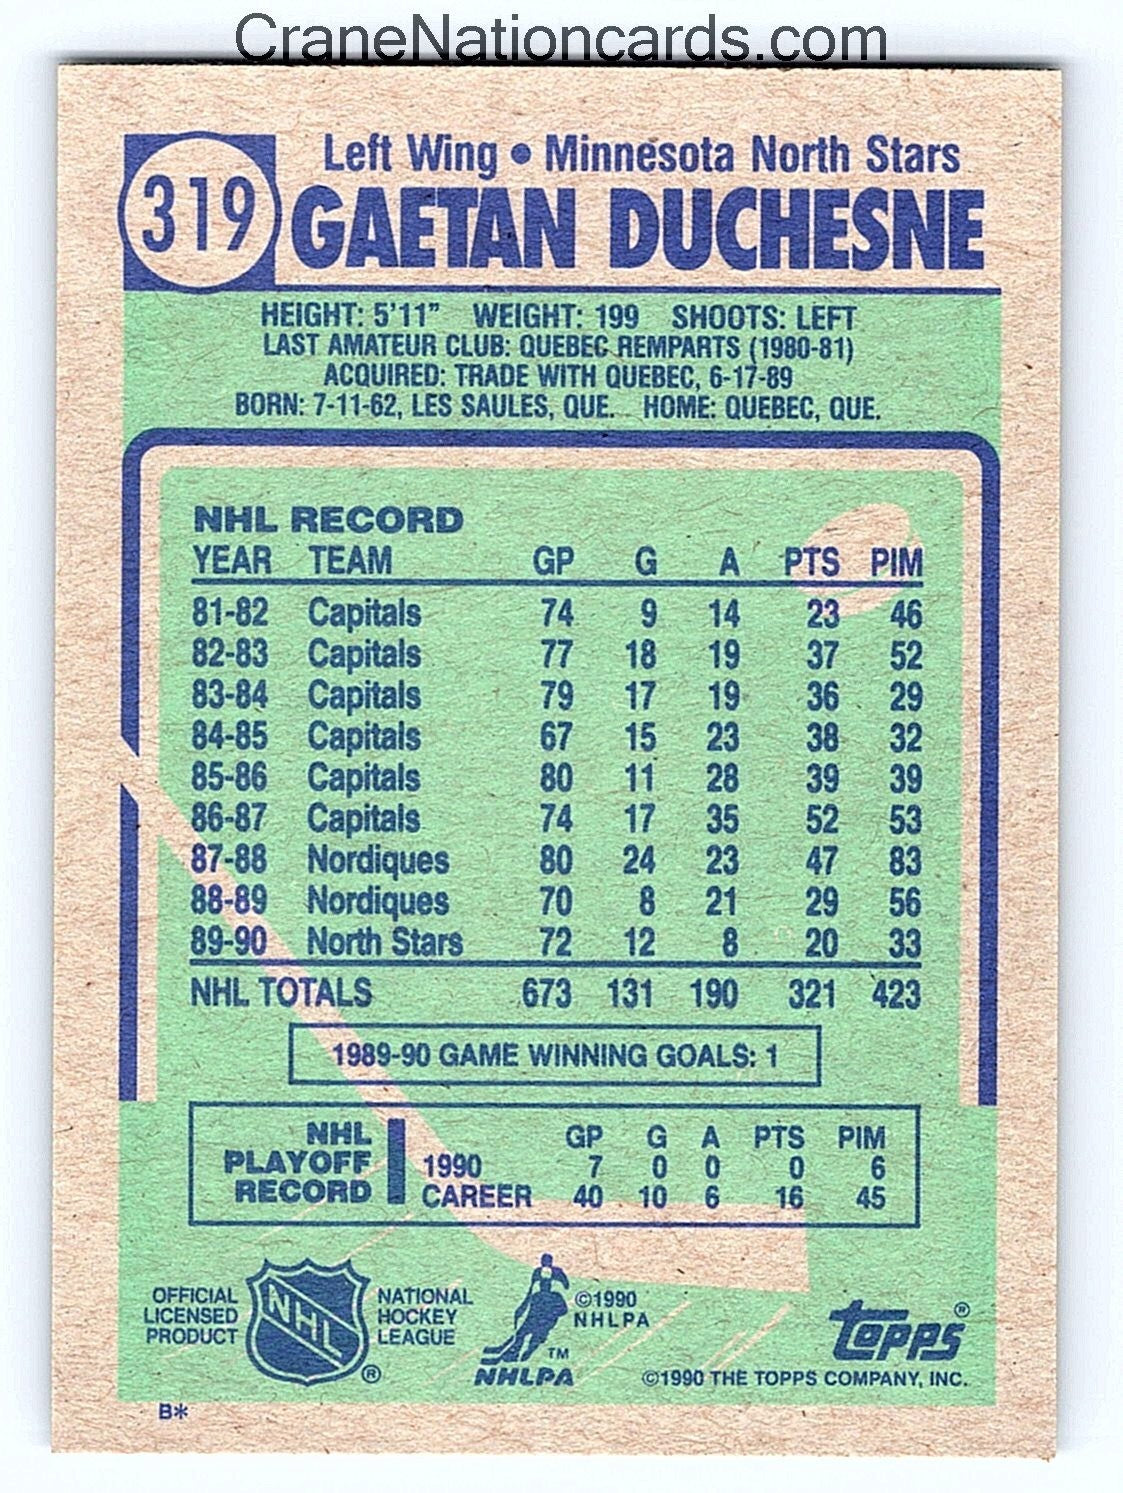 CraneNationcards.com
319
Left Wing • Minnesota North Stars
GAETAN DUCHESNE
HEIGHT: 5'11" WEIGHT: 199 SHOOTS: LEFT
LAST AMATEUR CLUB: QUEBEC REMPARTS (1980-81)
ACQUIRED: TRADE WITH QUEBEC, 6-17-89
BORN: 7-11-62, LES SAULES, QUE. HOME: QUEBEC, QUE.
NHL RECORD
YEAR TEAM GP G A PTS PIM
81-82 Capitals 74 9 14 23 46
82-83 Capitals 77 18 19 37 52
83-84 Capitals 79 17 19 36 29
84-85 Capitals 67 15 23 38 32
85-86 Capitals 80 11 28 39 39
86-87 Capitals 74 17 35 52 53
87-88 Nordiques 80 24 23 47 83
88-89 Nordiques 70 8 21 29 56
89-90 North Stars 72 12 8 20 33
NHL TOTALS 673 131 190 321 423
1989-90 GAME WINNING GOALS: 1
NHL PLAYOFF RECORD
GP G A PTS PIM
1990 7 0 0 0 6
CAREER 40 10 6 16 45
OFFICIAL
LICENSED
PRODUCT
NHL
®
NATIONAL
HOCKEY
LEAGUE
TM
NHLPA
©1990
NHLPA
topps®
©1990 THE TOPPS COMPANY, INC.
B*